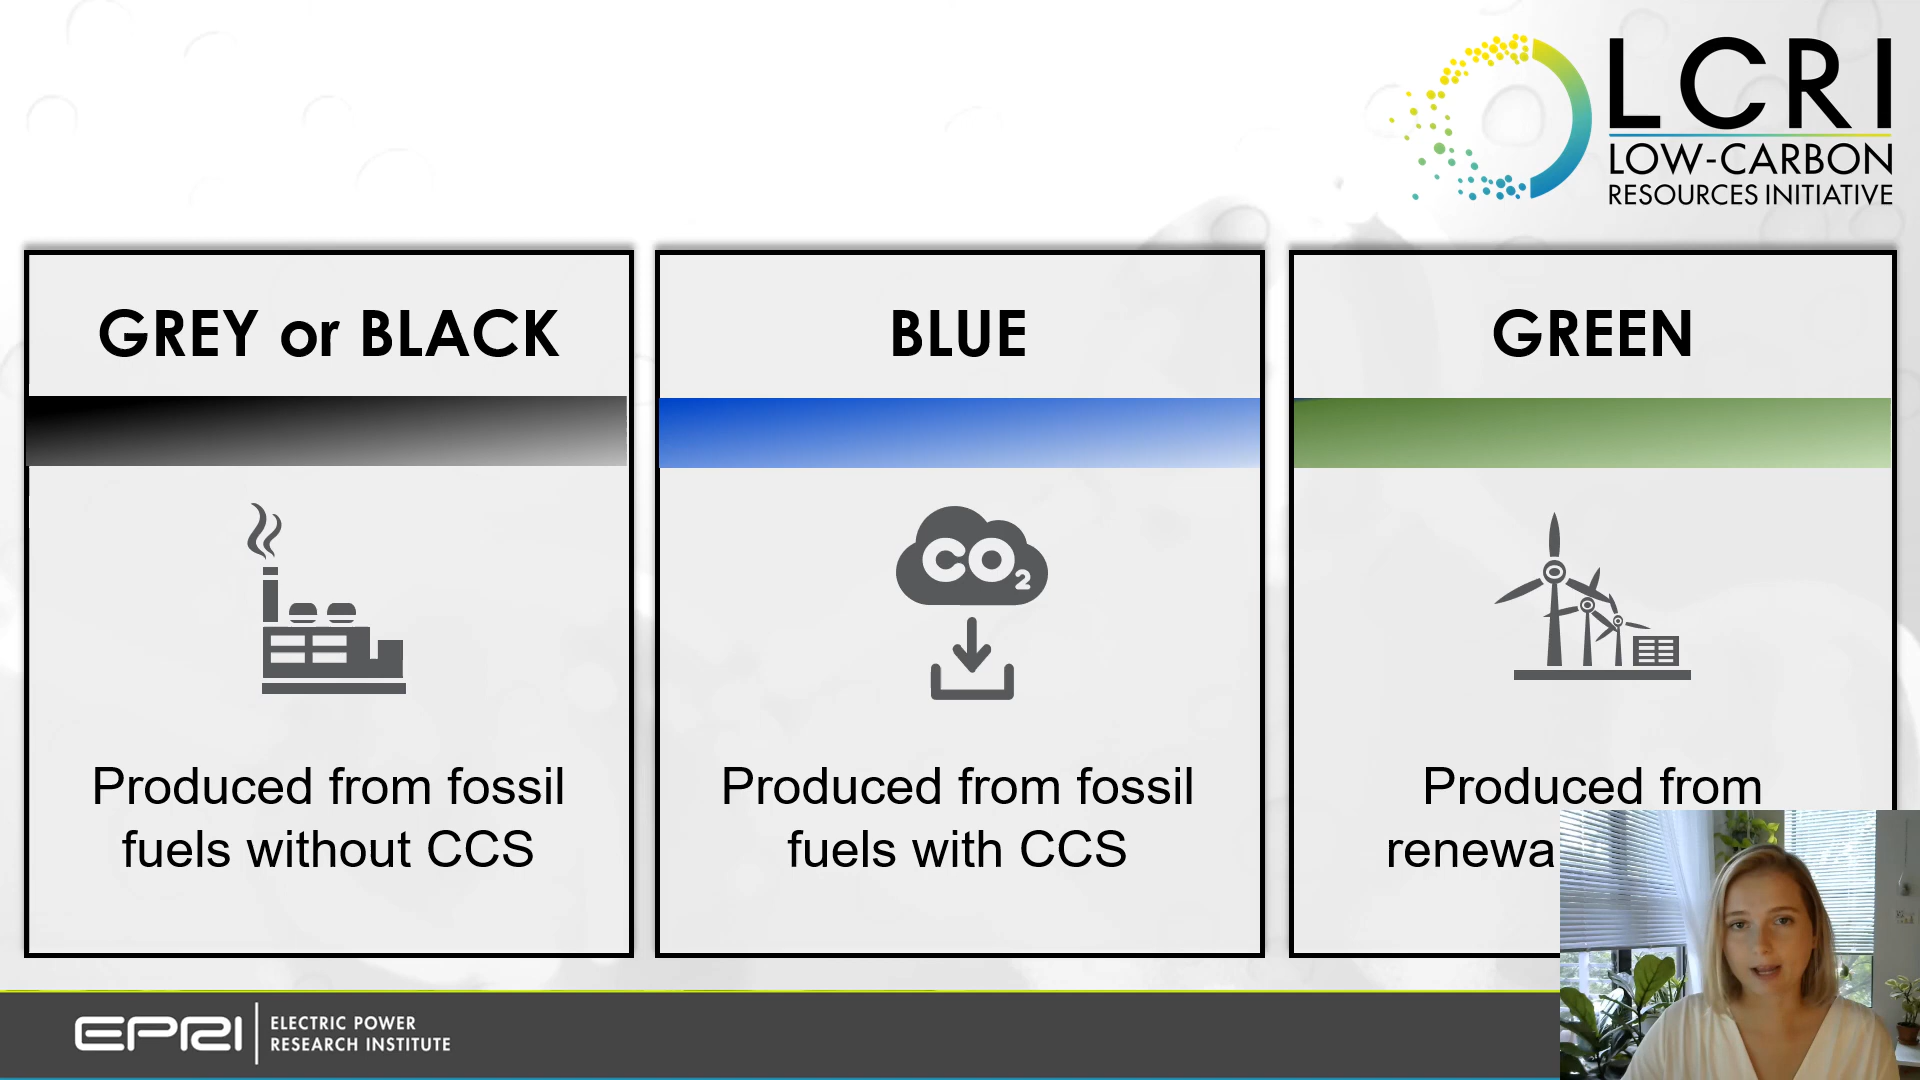 LCRI
LOW-CARBON
RESOURCES INITIATIVE
GREY or BLACK
BLUE
GREEN
CO₂
Produced from fossil
fuels without CCS
Produced from fossil
fuels with CCS
Produced from
EPRI
ELECTRIC POWER
RESEARCH INSTITUTE